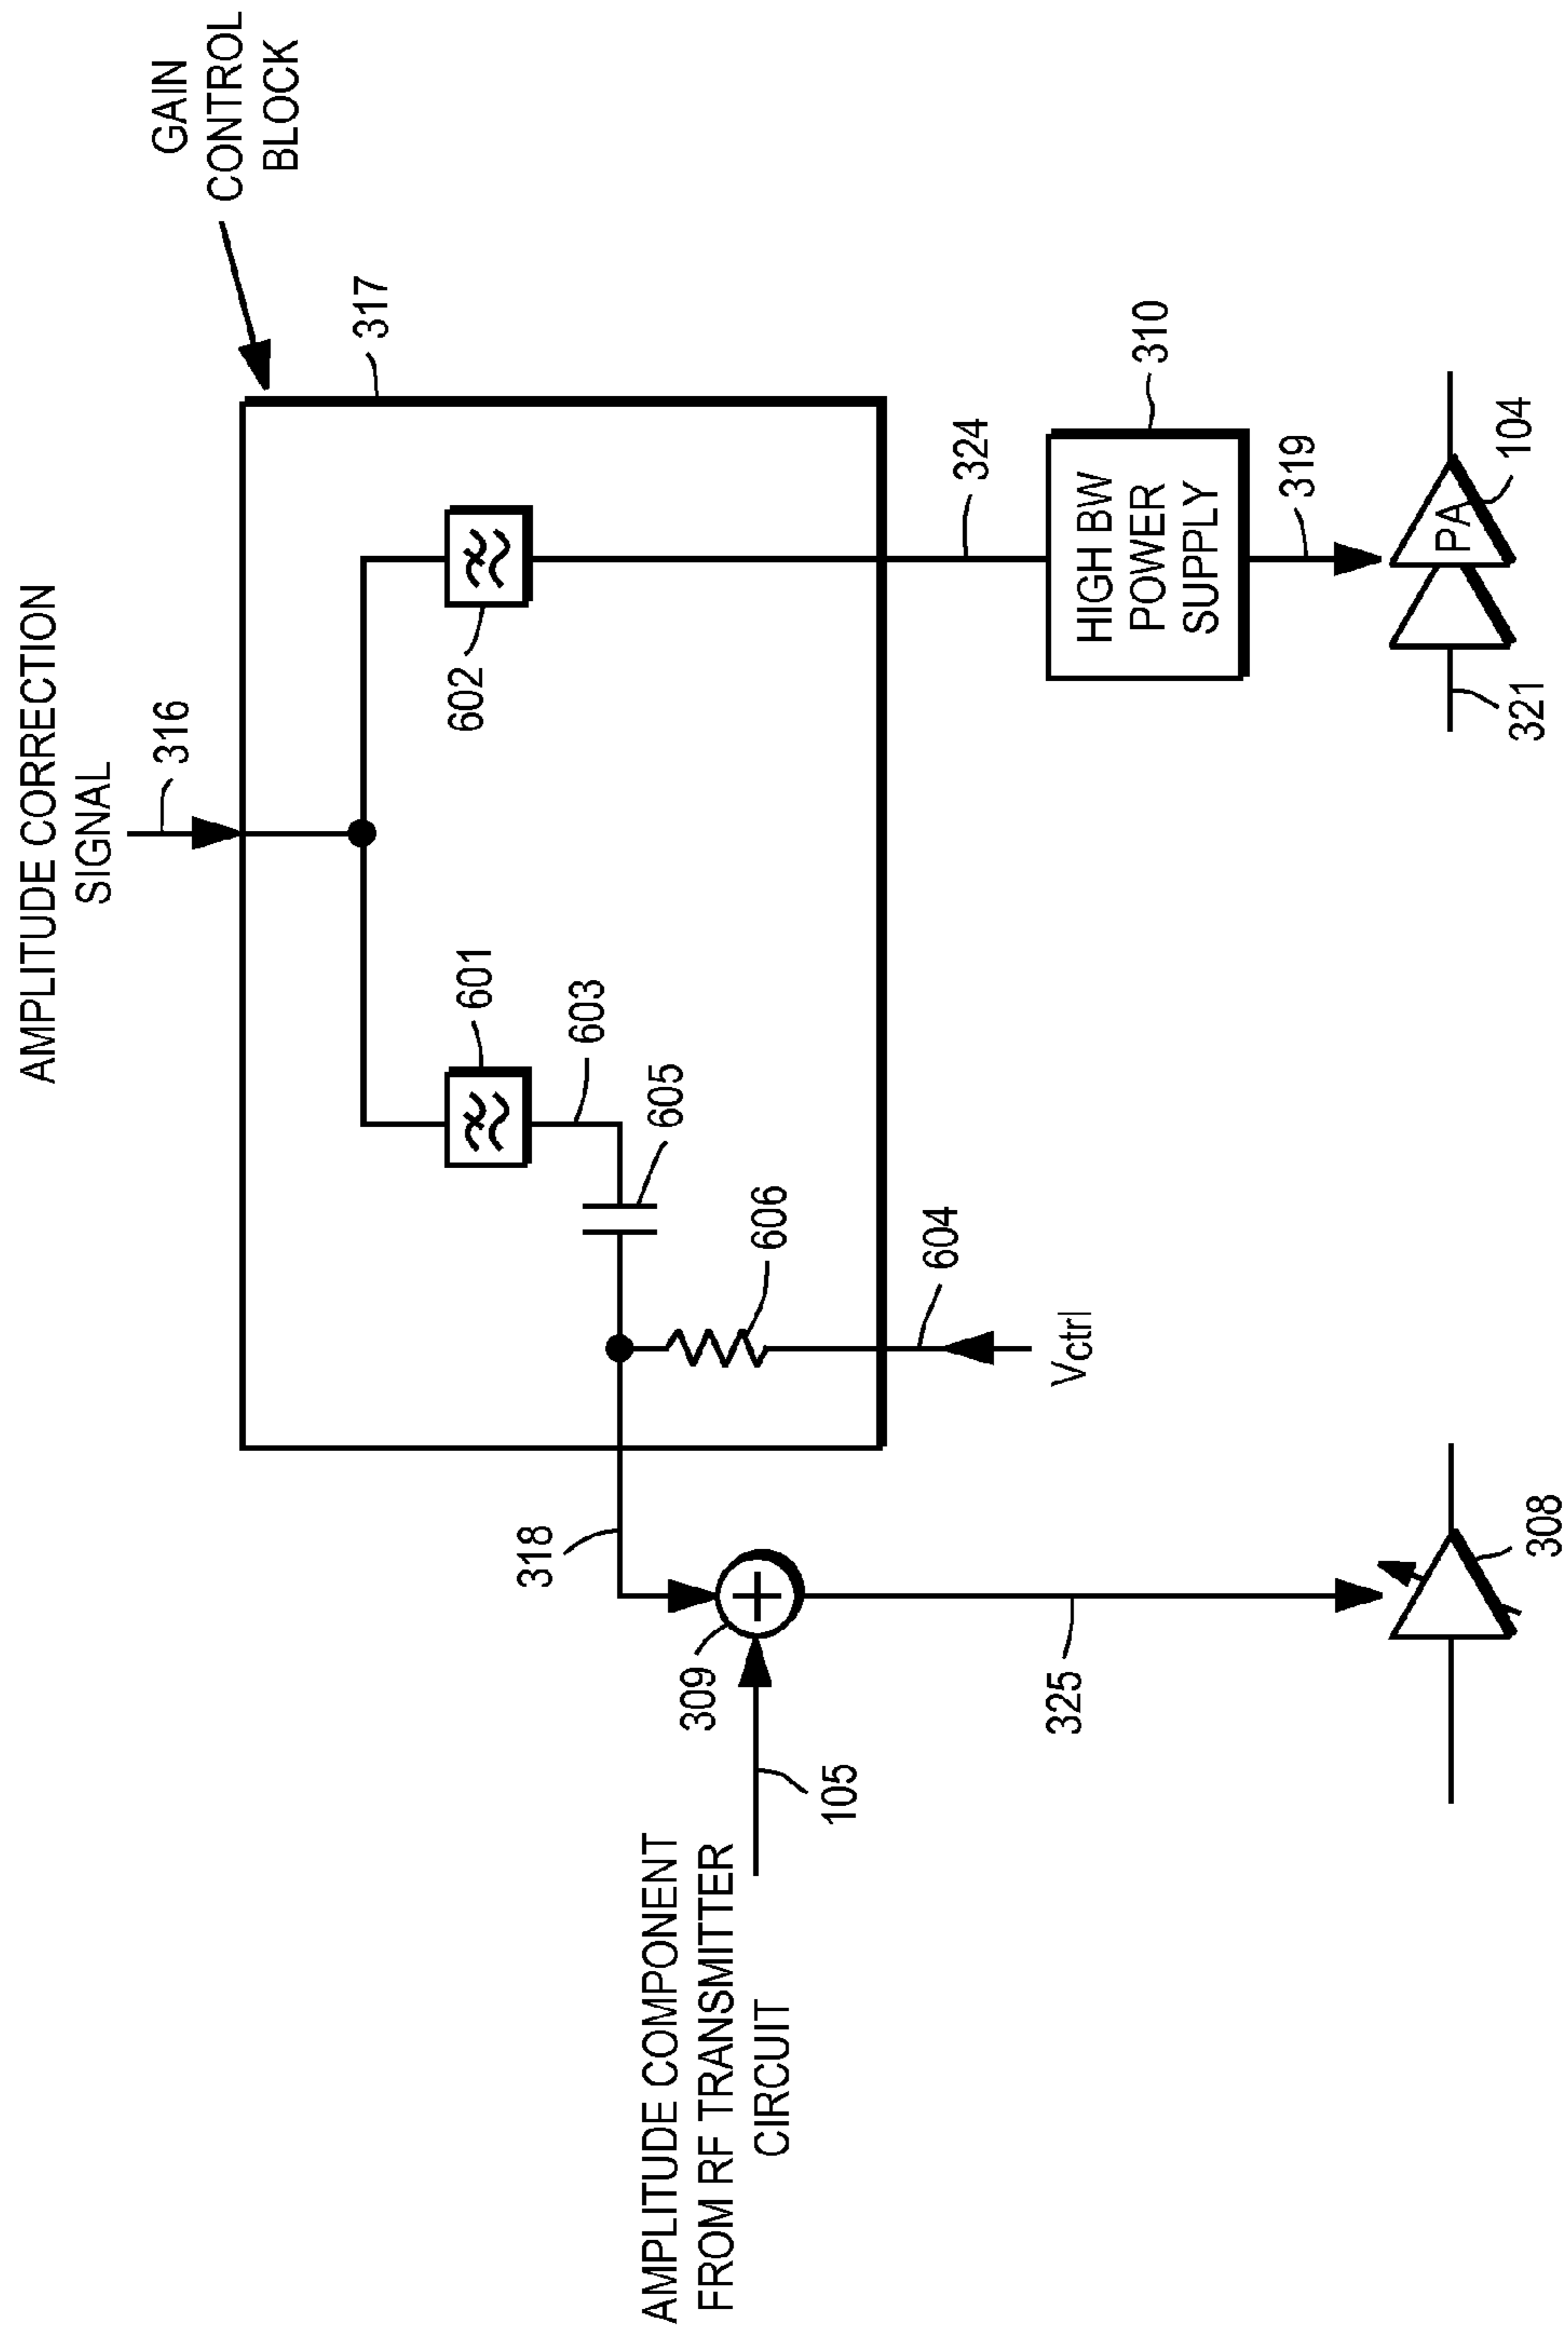 AMPLITUDE CORRECTION
SIGNAL
316
GAIN
CONTROL
BLOCK
317
601
602
603
605
606
318
309
604
Vctrl
AMPLITUDE COMPONENT
FROM RF TRANSMITTER
CIRCUIT
105
325
308
324
HIGH BW
POWER
SUPPLY
310
319
PA
104
321